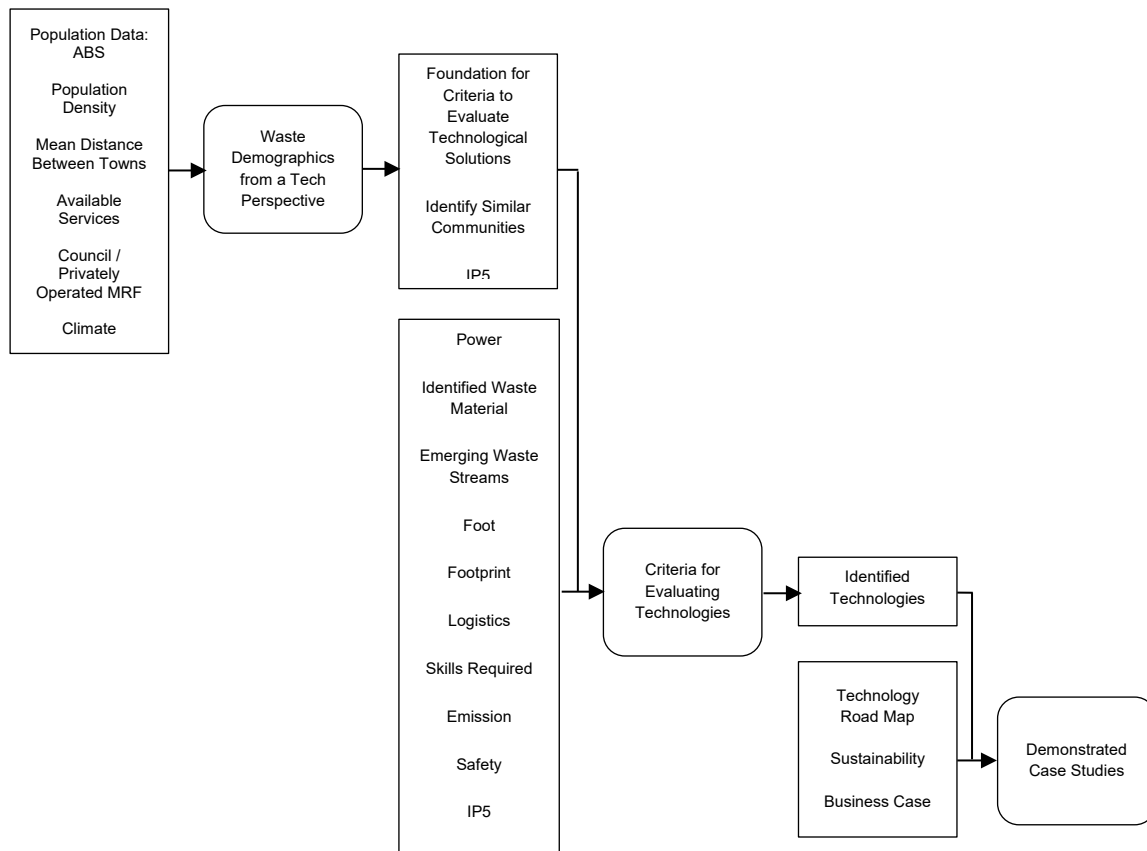 Population Data:
ABS
Population
Density
Mean Distance
Between Towns
Available
Services
Council /
Privately
Operated MRF
Climate
Waste
Demographics
from a Tech
Perspective
Foundation for
Criteria to
Evaluate
Technological
Solutions
Identify Similar
Communities
IP5
Power
Identified Waste
Material
Emerging Waste
Streams
Foot
Footprint
Logistics
Skills Required
Emission
Safety
IP5
Criteria for
Evaluating
Technologies
Identified
Technologies
Technology
Road Map
Sustainability
Business Case
Demonstrated
Case Studies